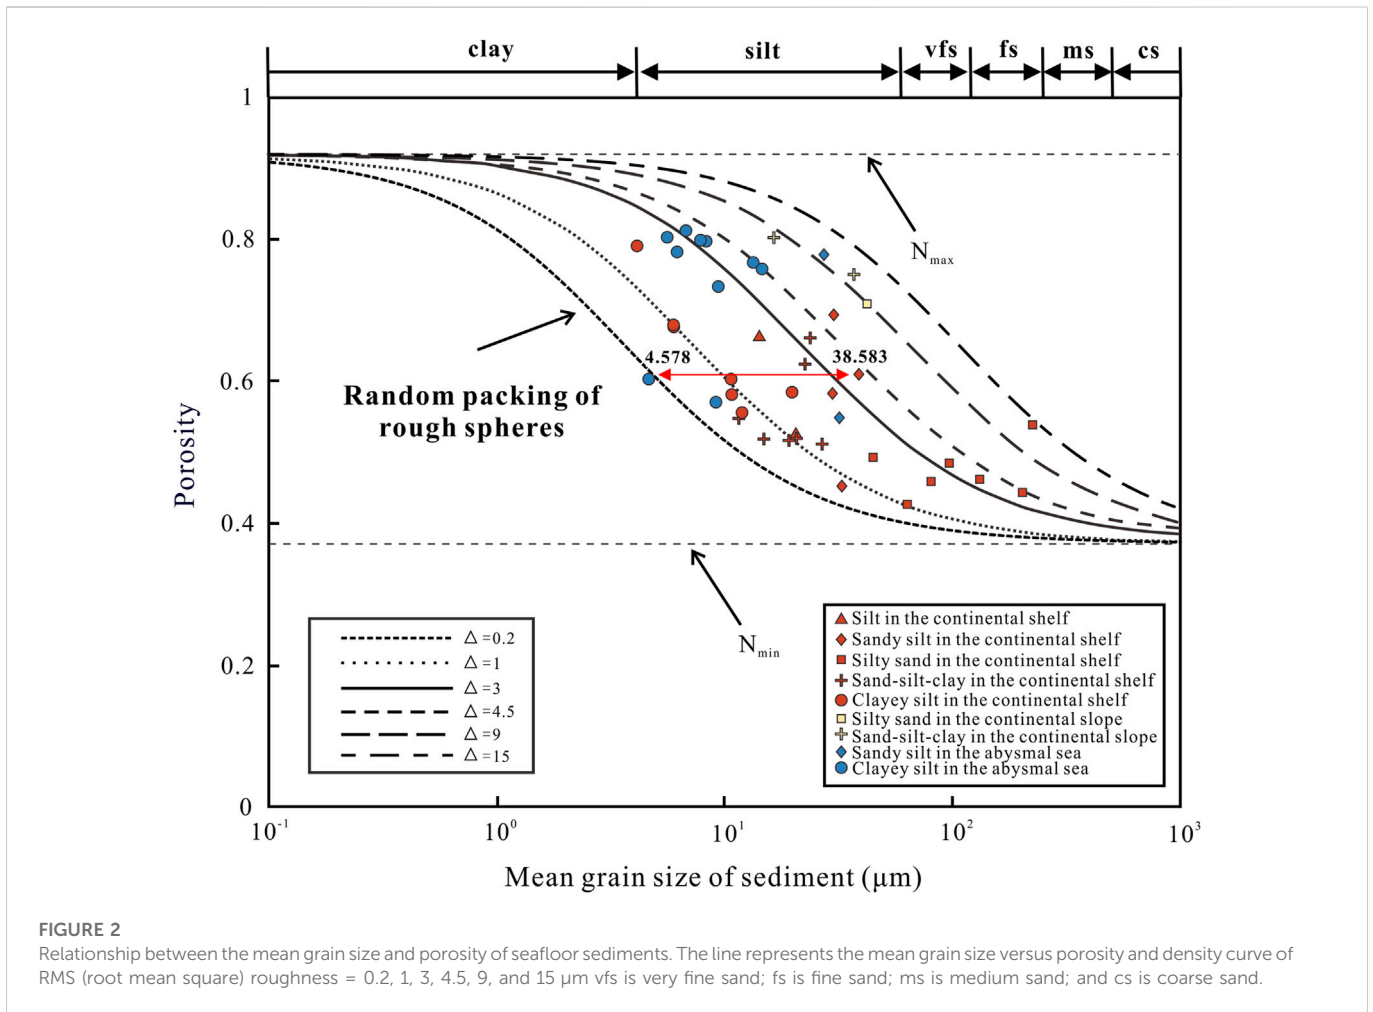 clay silt vfs fs ms cs
1
0.8
0.6
0.4
0.2
0
Porosity
N_max
4.578 38.583
Random packing of
rough spheres
N_min
Δ=0.2
Δ=1
Δ=3
Δ=4.5
Δ=9
Δ=15
Silt in the continental shelf
Sandy silt in the continental shelf
Silty sand in the continental shelf
Sand-silt-clay in the continental shelf
Clayey silt in the continental shelf
Silty sand in the continental slope
Sand-silt-clay in the continental slope
Sandy silt in the abysmal sea
Clayey silt in the abysmal sea
10⁻¹ 10⁰ 10¹ 10² 10³
Mean grain size of sediment (μm)
FIGURE 2
Relationship between the mean grain size and porosity of seafloor sediments. The line represents the mean grain size versus porosity and density curve of
RMS (root mean square) roughness = 0.2, 1, 3, 4.5, 9, and 15 μm vfs is very fine sand; fs is fine sand; ms is medium sand; and cs is coarse sand.